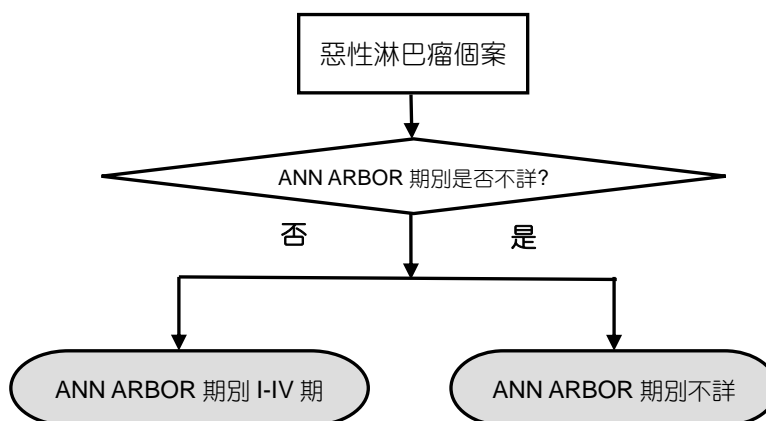 惡性淋巴瘤個案
ANN ARBOR 期別是否不詳?
否
是
ANN ARBOR 期別 I-IV 期
ANN ARBOR 期別不詳